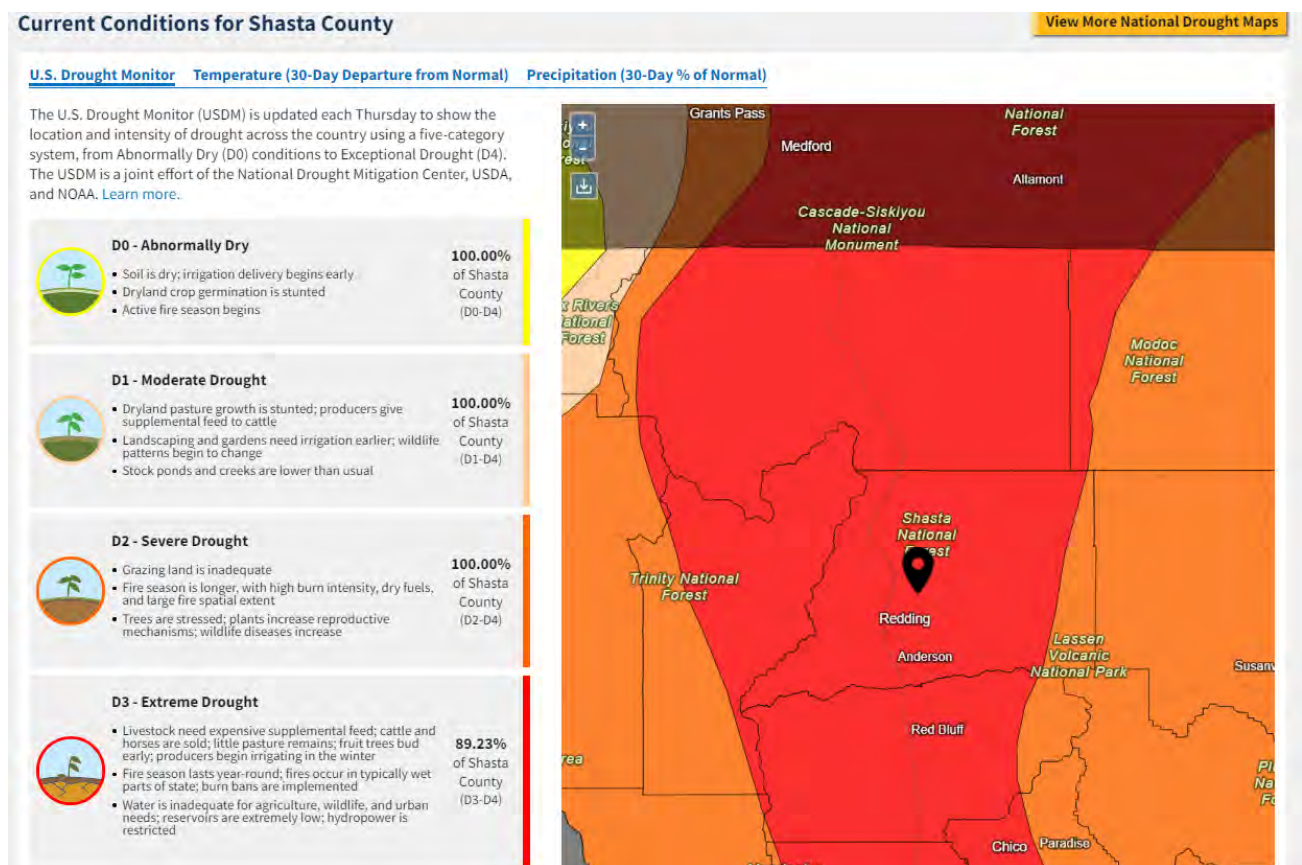 Current Conditions for Shasta County
View More National Drought Maps
U.S. Drought Monitor Temperature (30-Day Departure from Normal) Precipitation (30-Day % of Normal)
The U.S. Drought Monitor (USDM) is updated each Thursday to show the
location and intensity of drought across the country using a five-category
system, from Abnormally Dry (D0) conditions to Exceptional Drought (D4).
The USDM is a joint effort of the National Drought Mitigation Center, USDA,
and NOAA. Learn more.
D0 - Abnormally Dry
• Soil is dry; irrigation delivery begins early
• Dryland crop germination is stunted
• Active fire season begins
100.00%
of Shasta
County
(D0-D4)
D1 - Moderate Drought
• Dryland pasture growth is stunted; producers give
supplemental feed to cattle
• Landscaping and gardens need irrigation earlier; wildlife
patterns begin to change
• Stock ponds and creeks are lower than usual
100.00%
of Shasta
County
(D1-D4)
D2 - Severe Drought
• Grazing land is inadequate
• Fire season is longer, with high burn intensity, dry fuels,
and large fire spatial extent
• Trees are stressed; plants increase reproductive
mechanisms; wildlife diseases increase
100.00%
of Shasta
County
(D2-D4)
D3 - Extreme Drought
• Livestock need expensive supplemental feed; cattle and
horses are sold; little pasture remains; fruit trees bud
early; producers begin irrigating in the winter
• Fire season lasts year-round; fires occur in typically wet
parts of state; burn bans are implemented
• Water is inadequate for agriculture, wildlife, and urban
needs; reservoirs are extremely low; hydropower is
restricted
89.23%
of Shasta
County
(D3-D4)
+
-
Grants Pass
National
Forest
Medford
Altamont
Cascade-Siskiyou
National
Monument
Rivers
National
Forest
Modoc
National
Forest
Shasta
National
Trinity National
Forest
Redding
Anderson
Lassen
Volcanic
National Park
Red Bluff
Chico
Paradise